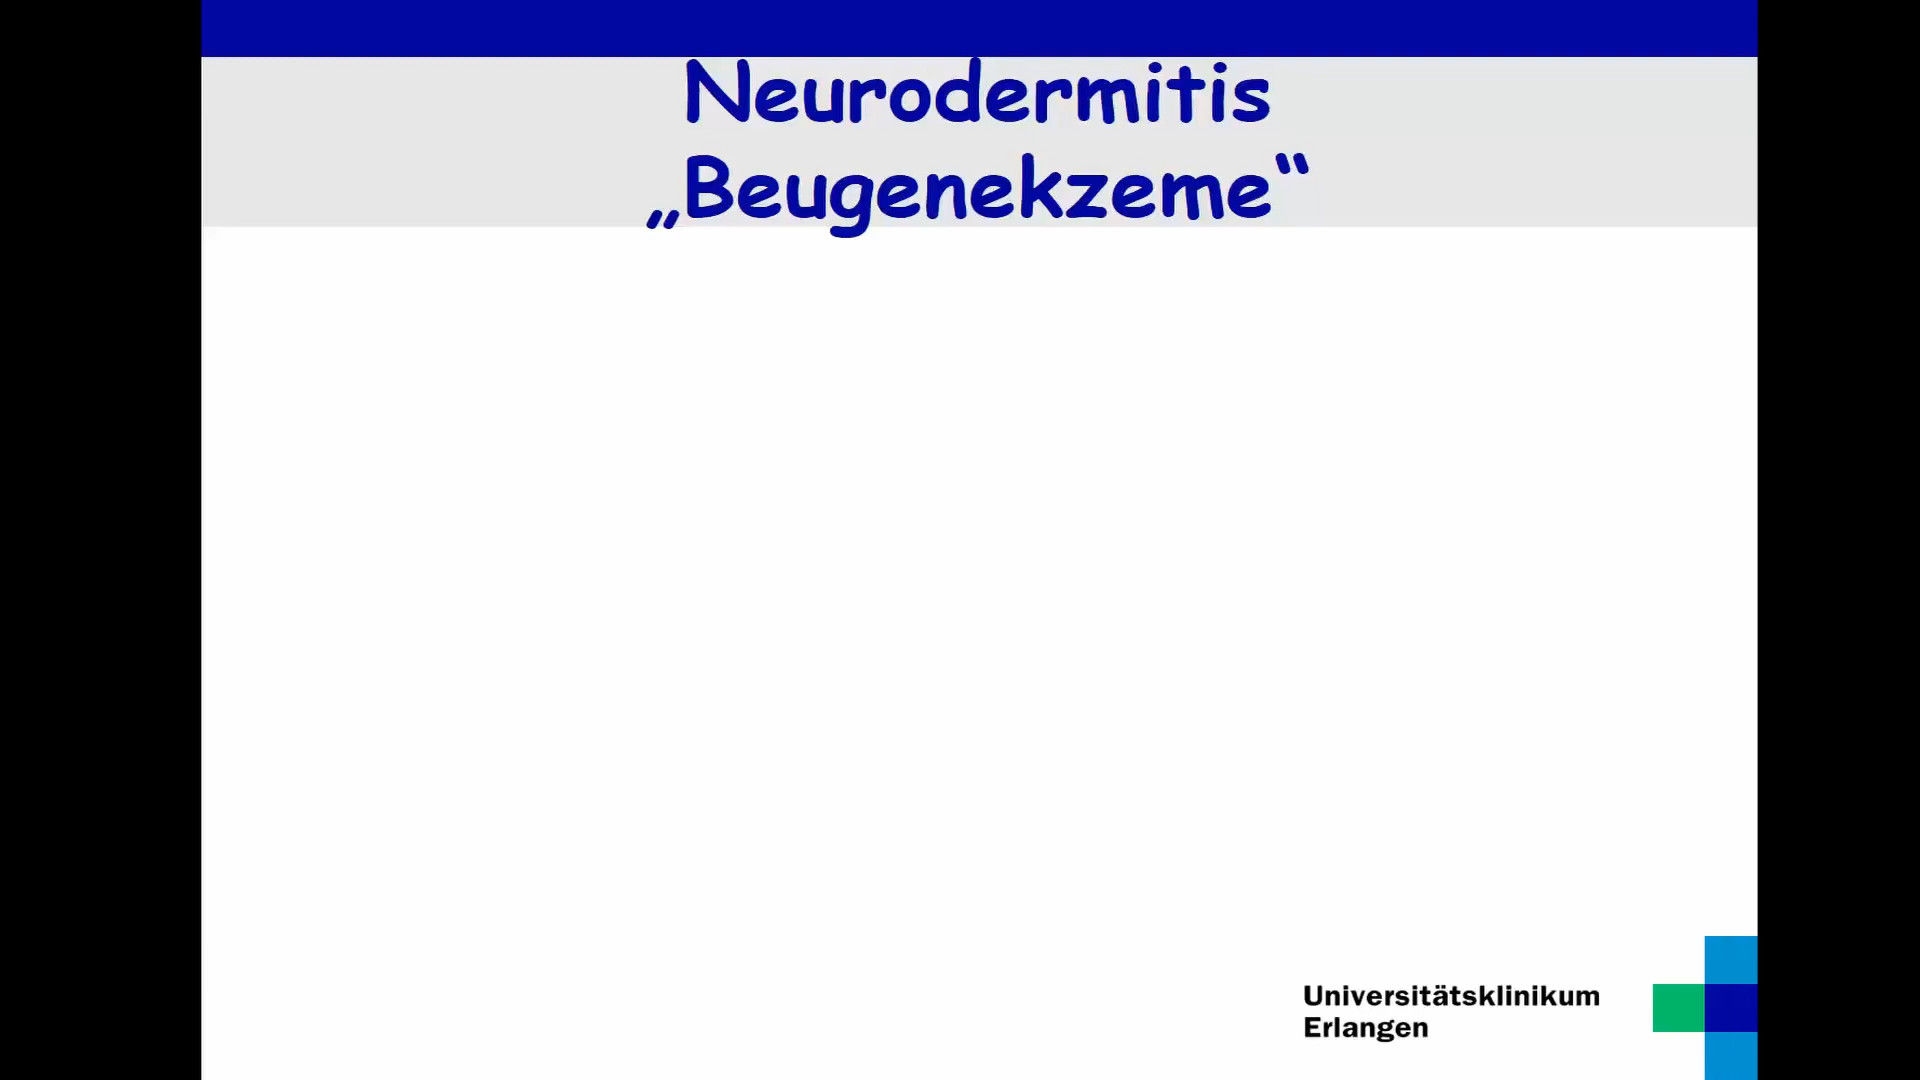 Neurodermitis
„Beugenekzeme“
Universitätsklinikum
Erlangen